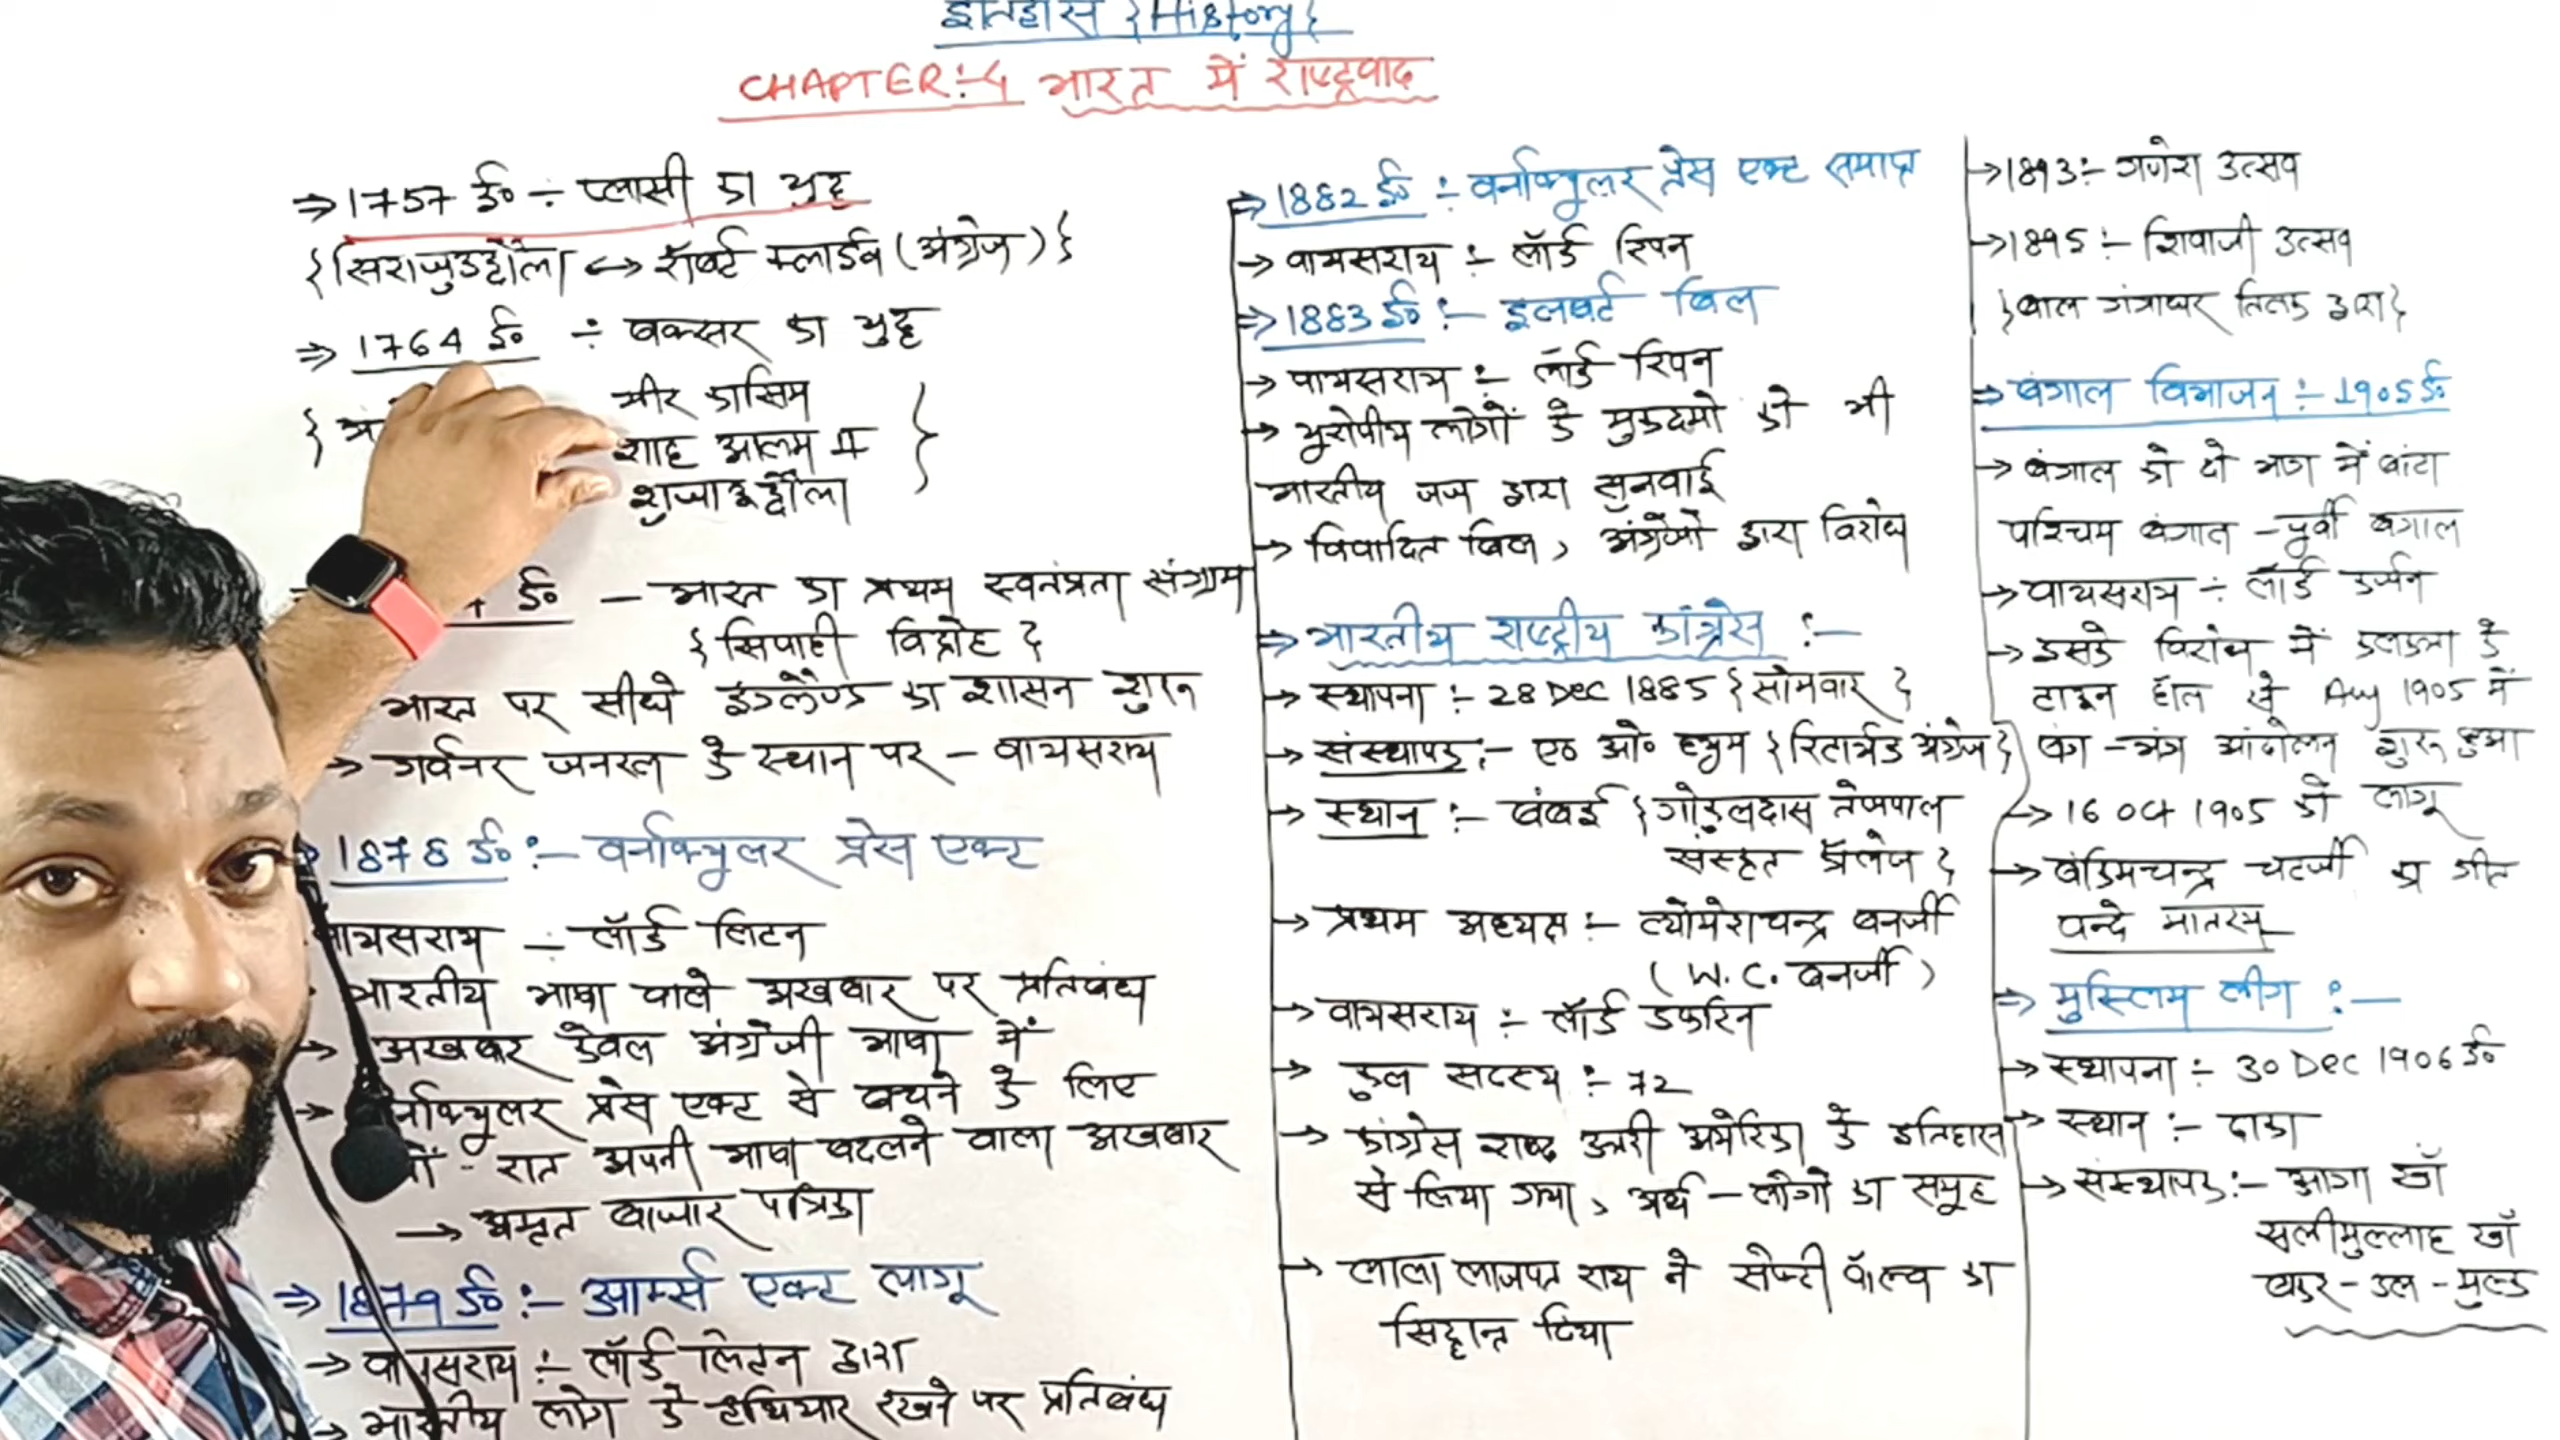 इतिहास {History}
CHAPTER:-4 भारत में राष्ट्रवाद
⇒ 1757 ई० ÷ प्लासी का युद्ध
{सिराजुद्दौला ↔ रॉबर्ट क्लाईव (अंग्रेज)}
⇒ 1764 ई० ÷ बक्सर का युद्ध
मीर कासिम
शाह आलम II
शुजाउद्दौला
ई० – भारत का प्रथम स्वतंत्रता संग्राम
{सिपाही विद्रोह}
भारत पर सीधे इंग्लैण्ड का शासन शुरू
→ गर्वनर जनरल के स्थान पर – वायसराय
1878 ई० :- वर्नाक्युलर प्रेस एक्ट
वायसराय – लॉर्ड लिटन
भारतीय भाषा वाले अखबार पर प्रतिबंध
→ अखबार केवल अंग्रेजी भाषा में
→ वर्नाक्युलर प्रेस एक्ट से बचने के लिए
रात अपनी भाषा बदलने वाला अखबार
→ अमृत बाजार पत्रिका
⇒ 1879 ई० :- आर्म्स एक्ट लागू
→ वायसराय :- लॉर्ड लिटन द्वारा
→ भारतीय लोग के हथियार रखने पर प्रतिबंध
⇒ 1882 ई० :- वर्नाक्युलर प्रेस एक्ट समाप्त
→ वायसराय :- लॉर्ड रिपन
⇒ 1883 ई० :- इलबर्ट बिल
→ वायसराय :- लॉर्ड रिपन
→ यूरोपीय लोगों के मुकदमो को भी
भारतीय जज द्वारा सुनवाई
→ विवादित बिल, अंग्रेजो द्वारा विरोध
⇒ भारतीय राष्ट्रीय कांग्रेस :-
→ स्थापना :- 28 Dec 1885 {सोमवार}
→ संस्थापक :- ए० ओ० ह्यूम {रिटार्यड अंग्रेज}
→ स्थान :- बंबई {गोकुलदास तेजपाल
संस्कृत कॉलेज}
→ प्रथम अध्यक्ष :- व्योमेशचन्द्र बनर्जी
(W.C. बनर्जी)
→ वायसराय :- लॉर्ड डफरिन
→ कुल सदस्य :- 72
→ कांग्रेस शब्द उत्तरी अमेरिका के इतिहास
से लिया गया, अर्थ – लोगो का समूह
→ लाला लाजपत राय ने सेफ्टी वॉल्व का
सिद्धान्त दिया
→ 1893 :- गणेश उत्सव
→ 1895 :- शिवाजी उत्सव
{बाल गंगाधर तिलक द्वारा}
⇒ बंगाल विभाजन :- 1905 ई०
→ बंगाल को दो भाग में बांटा
पश्चिम बंगाल – पूर्वी बंगाल
→ वायसराय ÷ लॉर्ड कर्जन
→ इसके विरोध में कलकत्ता के
टाउन हॉल से Aug 1905 में
बंग-भंग आंदोलन शुरू हुआ
→ 16 Oct 1905 को लागू
→ बंकिमचन्द्र चटर्जी का गीत
वन्दे मातरम्
⇒ मुस्लिम लीग :-
→ स्थापना :- 30 Dec 1906 ई०
→ स्थान :- ढाका
→ संस्थापक :- आगा खाँ
सलीमुल्लाह खाँ
वकार-उल-मुल्क